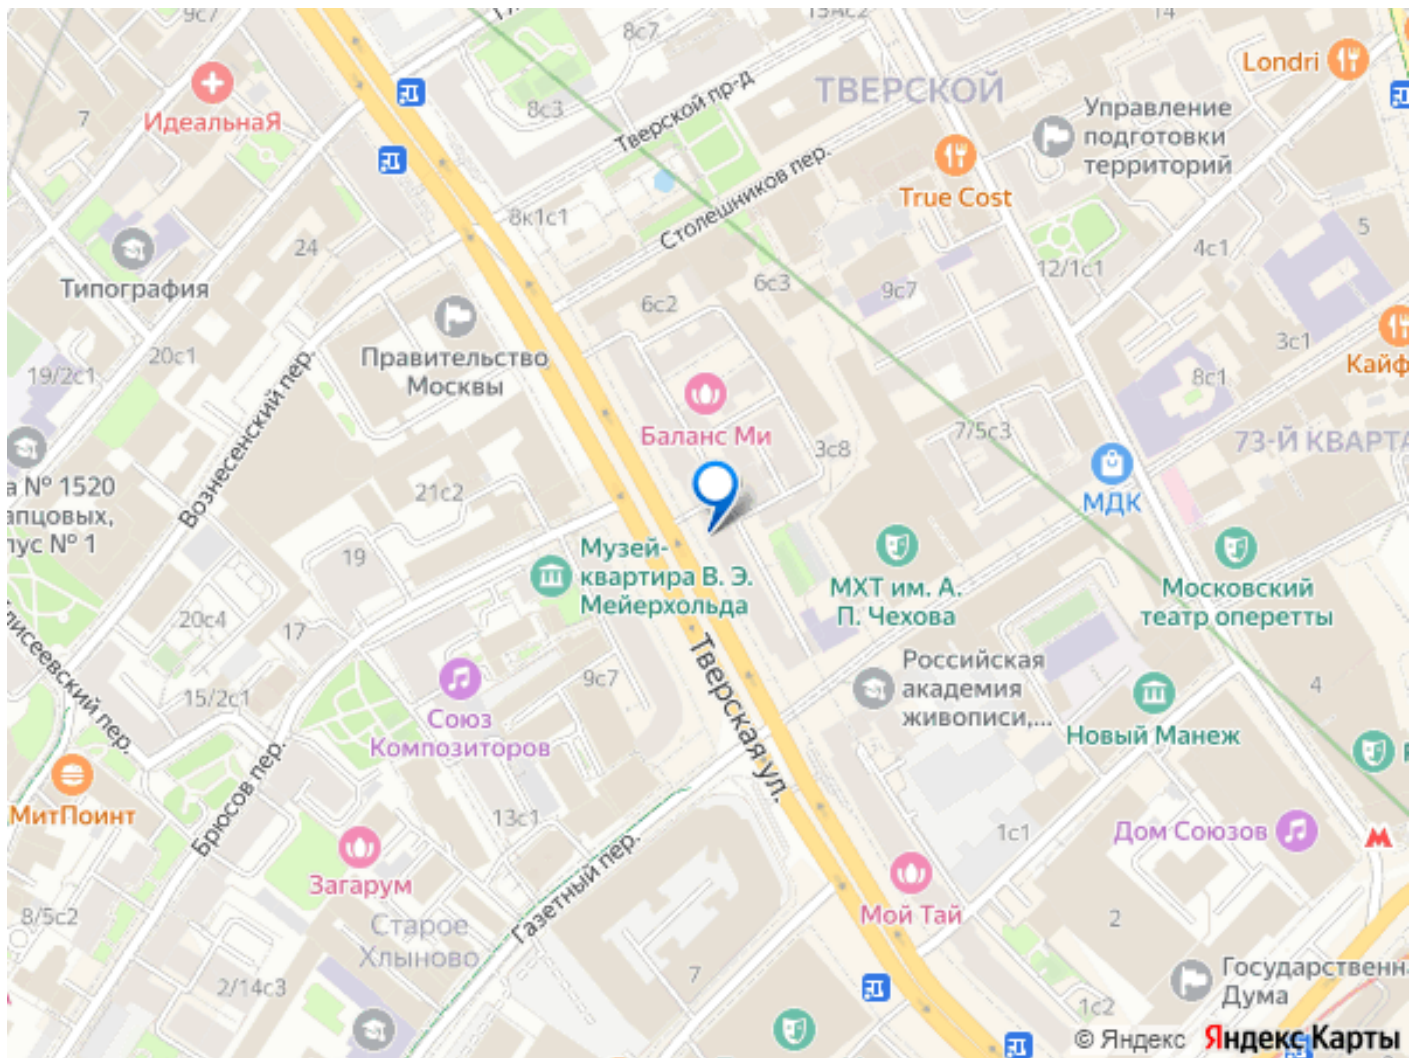 9с7
8с7
15Ас2
14
Londri
ИдеальнаЯ
7
8с3
Тверской пр-д
ТВЕРСКОЙ
Управление
подготовки
территорий
True Cost
Столешников пер.
8к1с1
24
Типография
5
4с1
12/1с1
6с3
6с2
9с7
Правительство
Москвы
20с1
19/2с1
Вознесенский пер.
3с1
Кайф
8с1
Баланс Ми
3с8
7/5с3
73-Й КВАРТА
МДК
а № 1520
апцовых,
пус № 1
21с2
19
Музей-
квартира В. Э.
Мейерхольда
МХТ им. А.
П. Чехова
Московский
театр оперетты
20с4
17
15/2с1
9с7
Союз
Композиторов
Тверская ул.
Российская
академия
живописи,...
Новый Манеж
4
лисеевский пер.
МитПоинт
Брюсов пер.
13с1
1с1
Дом Союзов
Загарум
Газетный пер.
Мой Тай
8/5с2
Старое
Хлыново
2
7
2/14с3
Государственн
Дума
1с2
© Яндекс Яндекс Карты